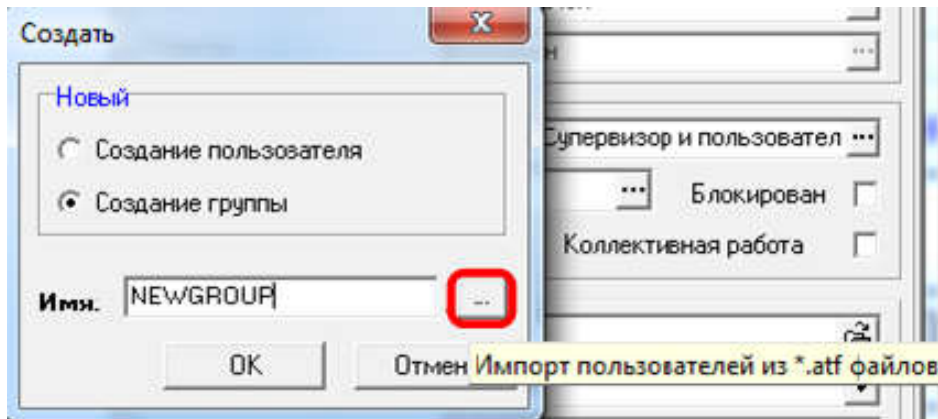 Создать
Новый
Создание пользователя
Создание группы
Имя.
NEWGROUP
...
OK
Отмен
Импорт пользователей из *.atf файлов
н
...
Супервизор и пользовател ...
... Блокирован
Коллективная работа